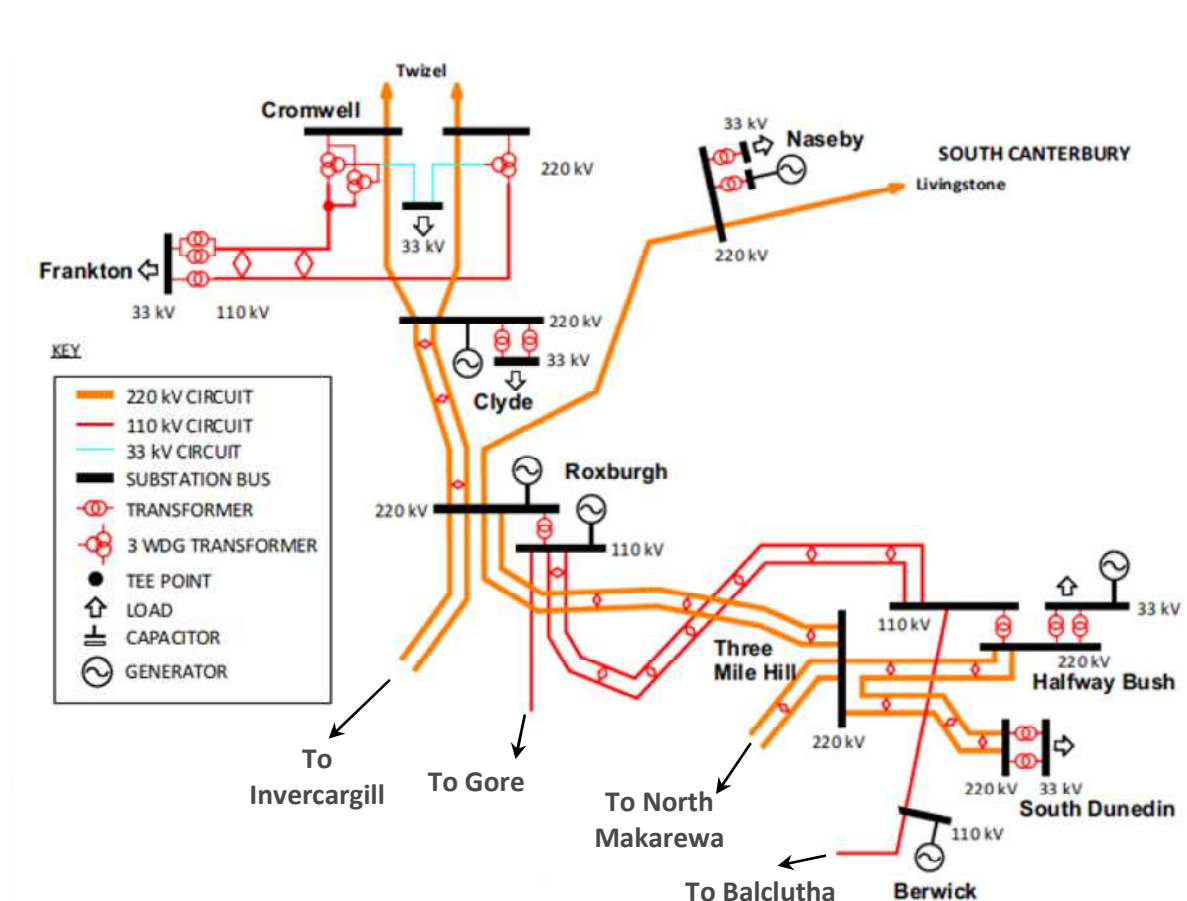 Twizel
Cromwell
220 kV
33 kV
Frankton
33 kV
110 kV
33 kV
Naseby
SOUTH CANTERBURY
Livingstone
220 kV
220 kV
33 kV
Clyde
KEY
220 kV CIRCUIT
110 kV CIRCUIT
33 kV CIRCUIT
SUBSTATION BUS
TRANSFORMER
3 WDG TRANSFORMER
TEE POINT
LOAD
CAPACITOR
GENERATOR
Roxburgh
220 kV
110 kV
110 kV
33 kV
220 kV
Halfway Bush
Three
Mile Hill
220 kV
220 kV
33 kV
South Dunedin
110 kV
Berwick
To
Invercargill
To Gore
To North
Makarewa
To Balclutha